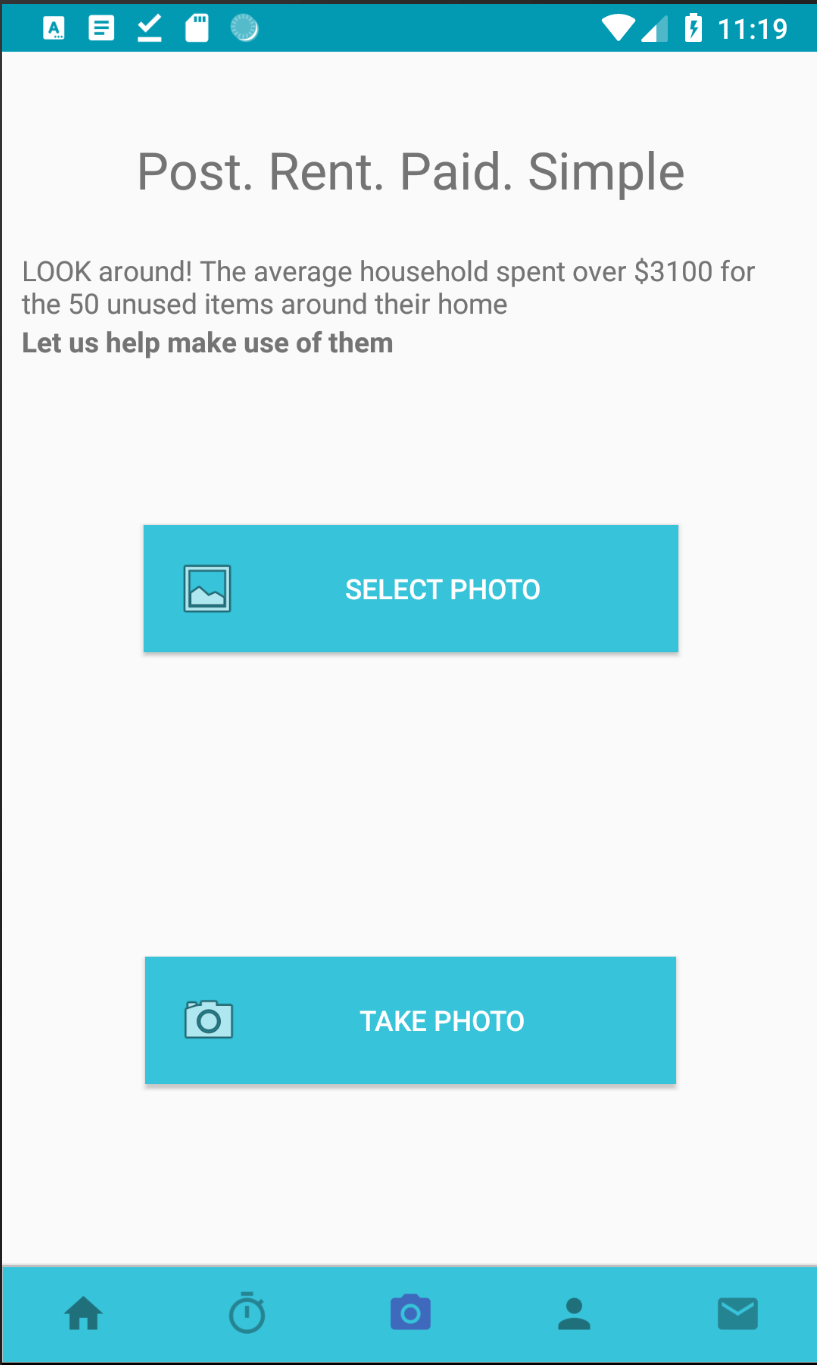 11:19
Post. Rent. Paid. Simple
LOOK around! The average household spent over $3100 for
the 50 unused items around their home
Let us help make use of them
SELECT PHOTO
TAKE PHOTO